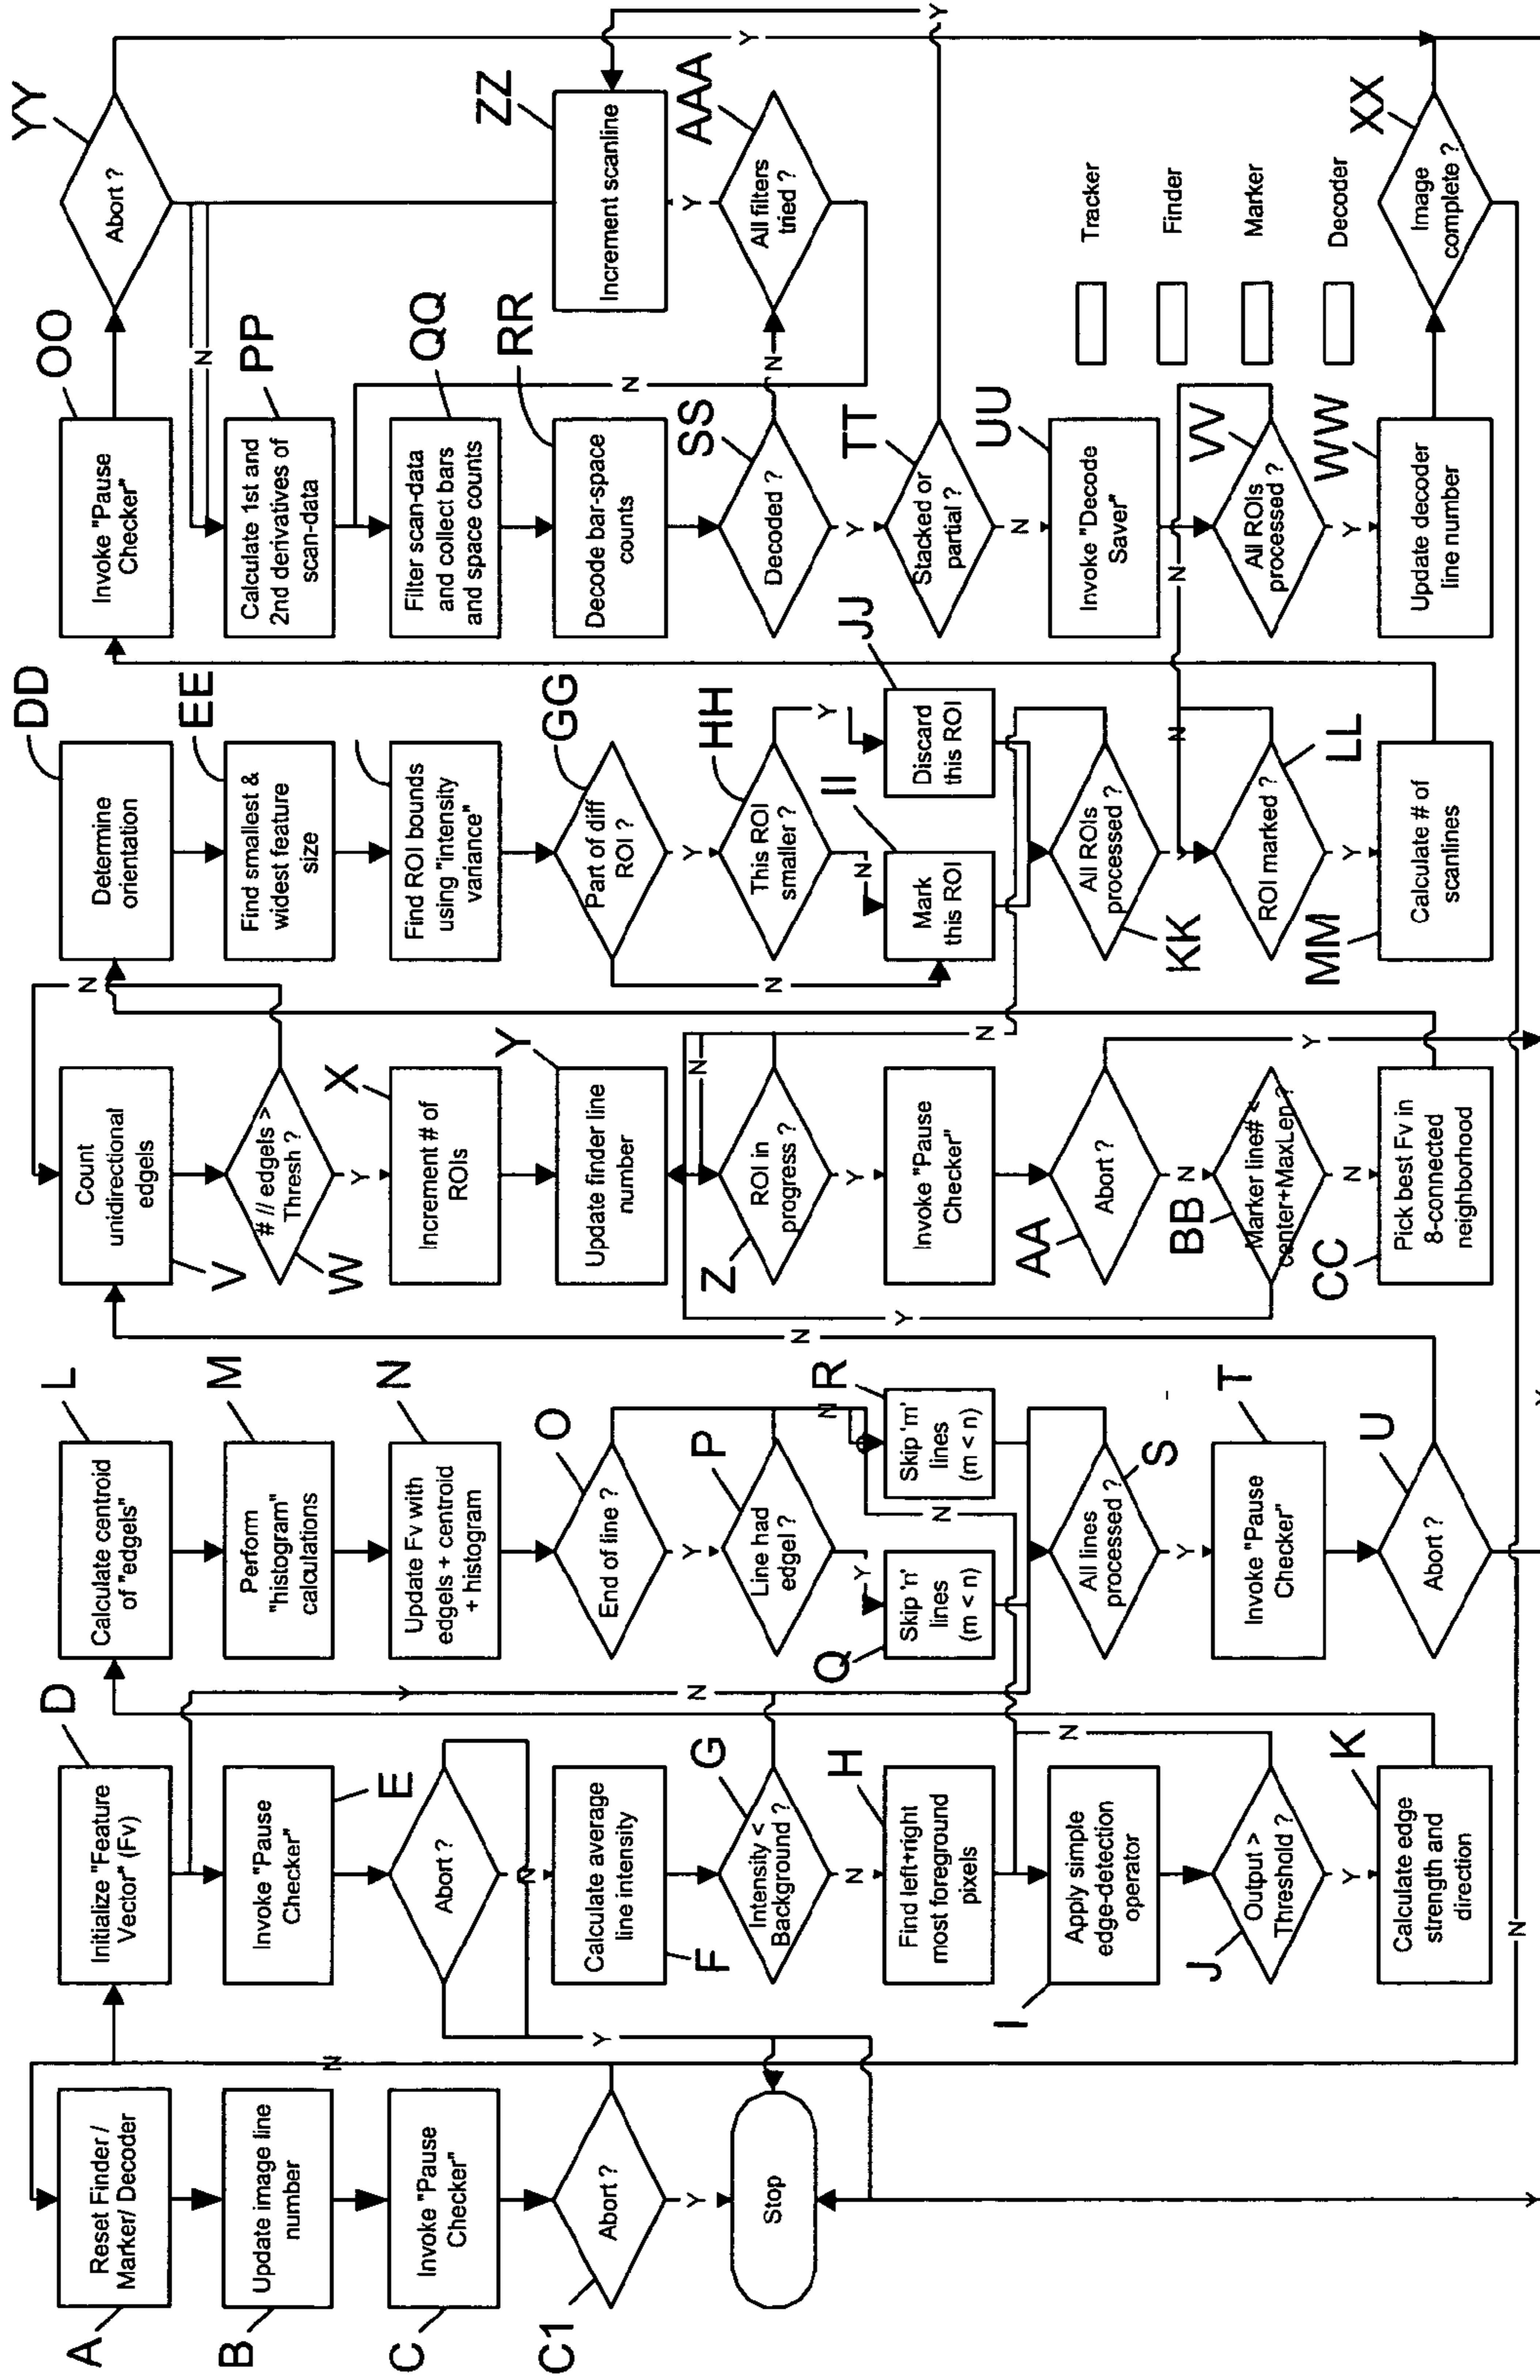 A
Reset Finder /
Marker/ Decoder
B
Update image line
number
C
Invoke "Pause
Checker"
C1
Abort ?
Y
N
Stop
D
Initialize "Feature
Vector" (Fv)
Invoke "Pause
Checker"
E
Abort ?
N
Y
Calculate average
line intensity
F
G
Intensity <
Background ?
N
N
H
Find left+right
most foreground
pixels
I
Apply simple
edge-detection
operator
J
Output >
Threshold ?
N
Y
K
Calculate edge
strength and
direction
L
Calculate centroid
of "edgels"
M
Perform
"histogram"
calculations
N
Update Fv with
edgels + centroid
+ histogram
O
End of line ?
Y
N
P
Line had
edgel ?
Y
N
Q
Skip 'n'
lines
(m < n)
R
Skip 'm'
lines
(m < n)
S
All lines
processed ?
Y
T
Invoke "Pause
Checker"
U
Abort ?
N
Y
V
Count
unidirectional
edgels
W
# // edgels >
Thresh ?
N
Y
X
Increment # of
ROIs
Y
Update finder line
number
Z
ROI in
progress ?
N
Y
Invoke "Pause
Checker"
AA
Abort ?
Y
N
BB
Marker line# <
center+MaxLen ?
Y
N
CC
Pick best Fv in
8-connected
neighborhood
DD
Determine
orientation
EE
Find smallest &
widest feature
size
Find ROI bounds
using "intensity
variance"
GG
Part of diff
ROI ?
Y
N
HH
This ROI
smaller ?
Y
N
II
Mark
this ROI
JJ
Discard
this ROI
KK
All ROIs
processed ?
N
Y
LL
ROI marked ?
N
Y
MM
Calculate # of
scanlines
OO
Invoke "Pause
Checker"
YY
Abort ?
Y
N
PP
Calculate 1st and
2nd derivatives of
scan-data
QQ
Filter scan-data
and collect bars
and space counts
RR
Decode bar-space
counts
SS
Decoded ?
N
Y
TT
Stacked or
partial ?
Y
N
UU
Invoke "Decode
Saver"
VV
All ROIs
processed ?
N
Y
WW
Update decoder
line number
XX
Image
complete ?
N
ZZ
Increment scanline
AAA
All filters
tried ?
Y
N
Tracker
Finder
Marker
Decoder